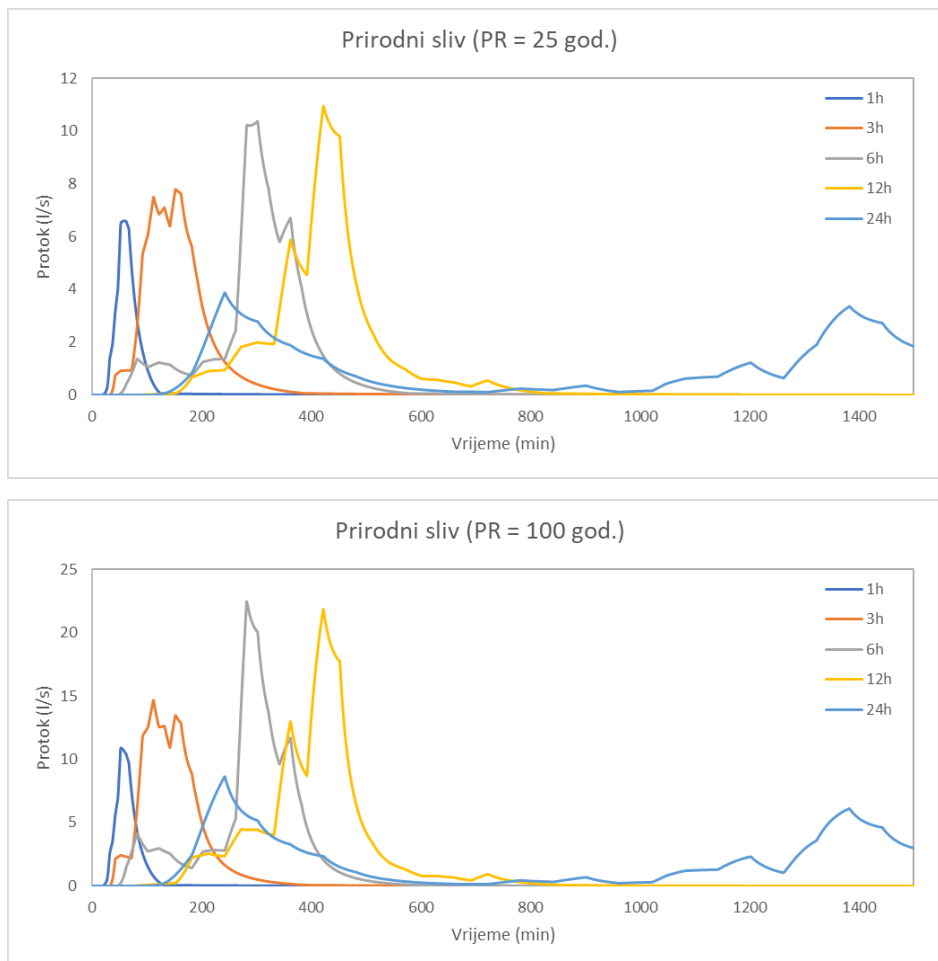 Prirodni sliv (PR = 25 god.)
12
10
8
6
4
2
0
Protok (l/s)
0 200 400 600 800 1000 1200 1400
Vrijeme (min)
1h
3h
6h
12h
24h
Prirodni sliv (PR = 100 god.)
25
20
15
10
5
0
Protok (l/s)
0 200 400 600 800 1000 1200 1400
Vrijeme (min)
1h
3h
6h
12h
24h